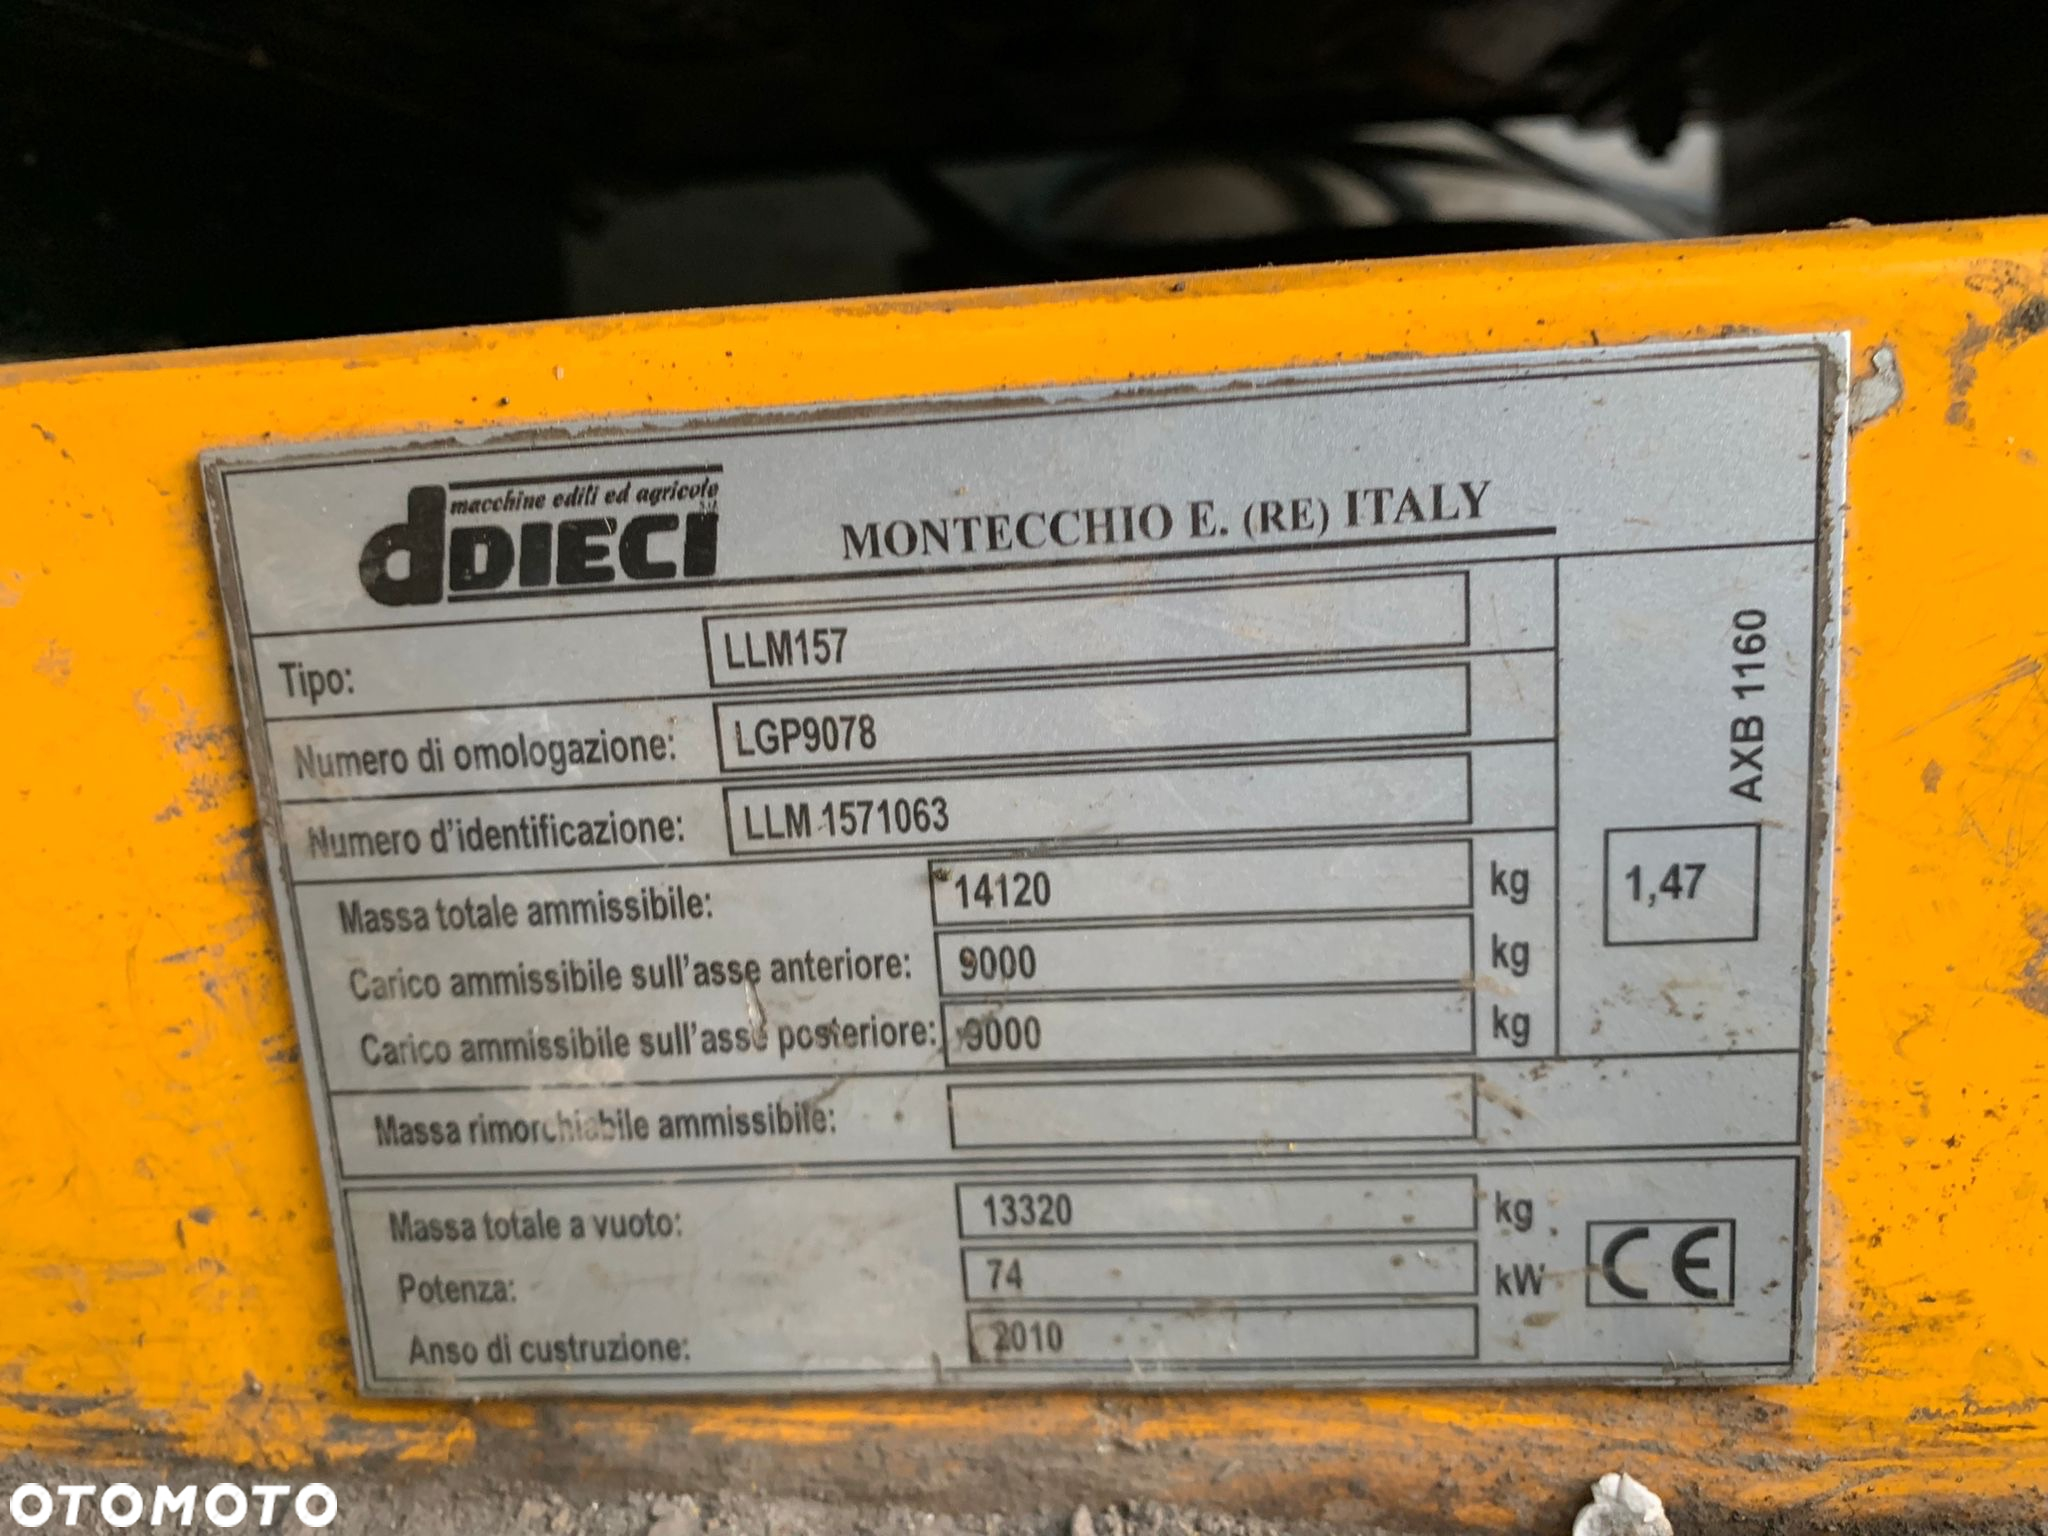 macchine edili ed agricole
dDIECI
MONTECCHIO E. (RE) ITALY
Tipo: LLM157
Numero di omologazione: LGP9078
Numero d'identificazione: LLM 1571063
Massa totale ammissibile: 14120 kg
Carico ammissibile sull'asse anteriore: 9000 kg
Carico ammissibile sull'asse posteriore: 9000 kg
AXB 1160
1,47
Massa rimorchiabile ammissibile:
Massa totale a vuoto: 13320 kg
Potenza: 74 kW
Anso di custruzione: 2010
CE
OTOMOTO